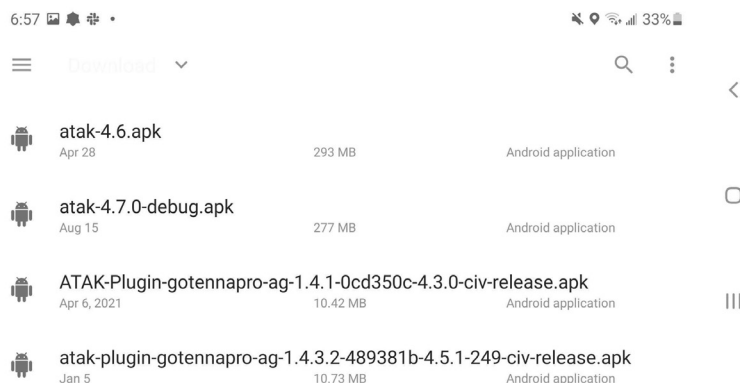 6:57 33%
Download
atak-4.6.apk
Apr 28 293 MB Android application
atak-4.7.0-debug.apk
Aug 15 277 MB Android application
ATAK-Plugin-gotennapro-ag-1.4.1-0cd350c-4.3.0-civ-release.apk
Apr 6, 2021 10.42 MB Android application
atak-plugin-gotennapro-ag-1.4.3.2-489381b-4.5.1-249-civ-release.apk
Jan 5 10.73 MB Android application